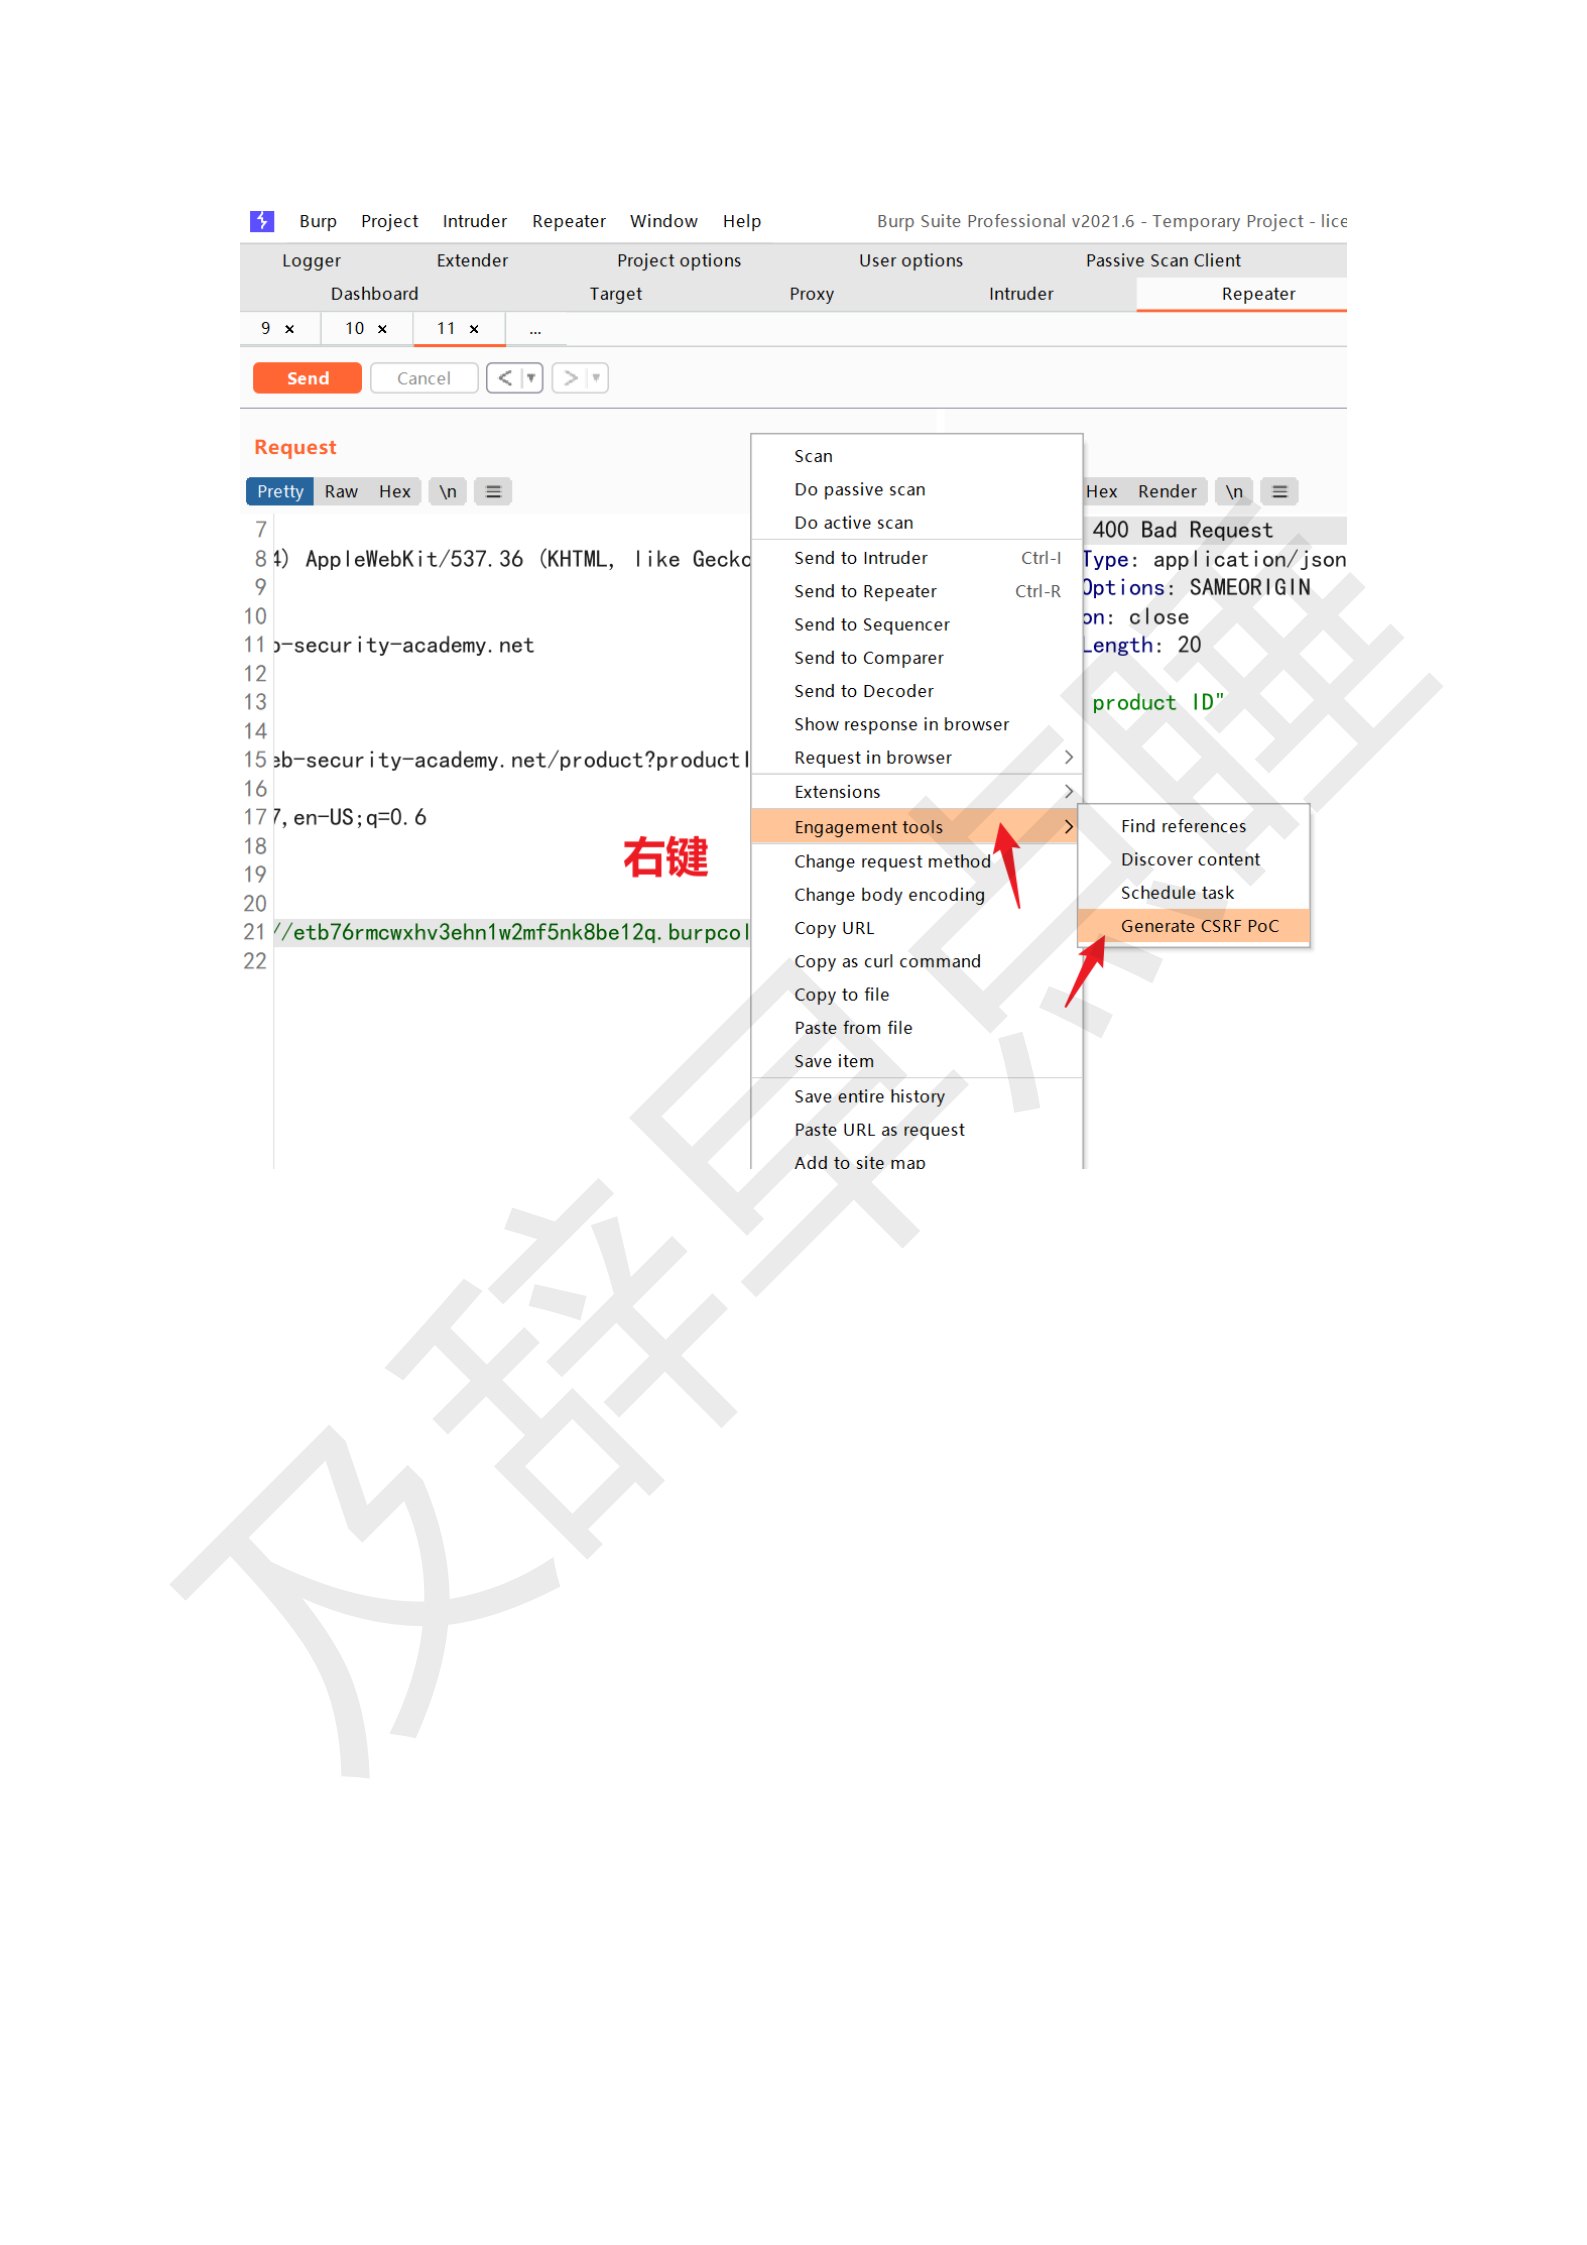 Burp Project Intruder Repeater Window Help Burp Suite Professional v2021.6 - Temporary Project - lice
Logger Extender Project options User options Passive Scan Client
Dashboard Target Proxy Intruder Repeater
9 × 10 × 11 × ...
Send Cancel < ▼ > ▼
Request
Pretty Raw Hex \n ≡
Hex Render \n ≡
7
8 4) AppleWebKit/537.36 (KHTML, like Gecko
9
10
11 b-security-academy.net
12
13
14
15 eb-security-academy.net/product?productI
16
17 7,en-US;q=0.6
18
19
20
21 //etb76rmcwxhv3ehn1w2mf5nk8be12q.burpcol
22
右键
Scan
Do passive scan
Do active scan
Send to Intruder Ctrl-I
Send to Repeater Ctrl-R
Send to Sequencer
Send to Comparer
Send to Decoder
Show response in browser
Request in browser >
Extensions >
Engagement tools >
Change request method
Change body encoding
Copy URL
Copy as curl command
Copy to file
Paste from file
Save item
Save entire history
Paste URL as request
Add to site map
Find references
Discover content
Schedule task
Generate CSRF PoC
400 Bad Request
Type: application/json
Options: SAMEORIGIN
on: close
Length: 20
product ID"
及辞早点睡